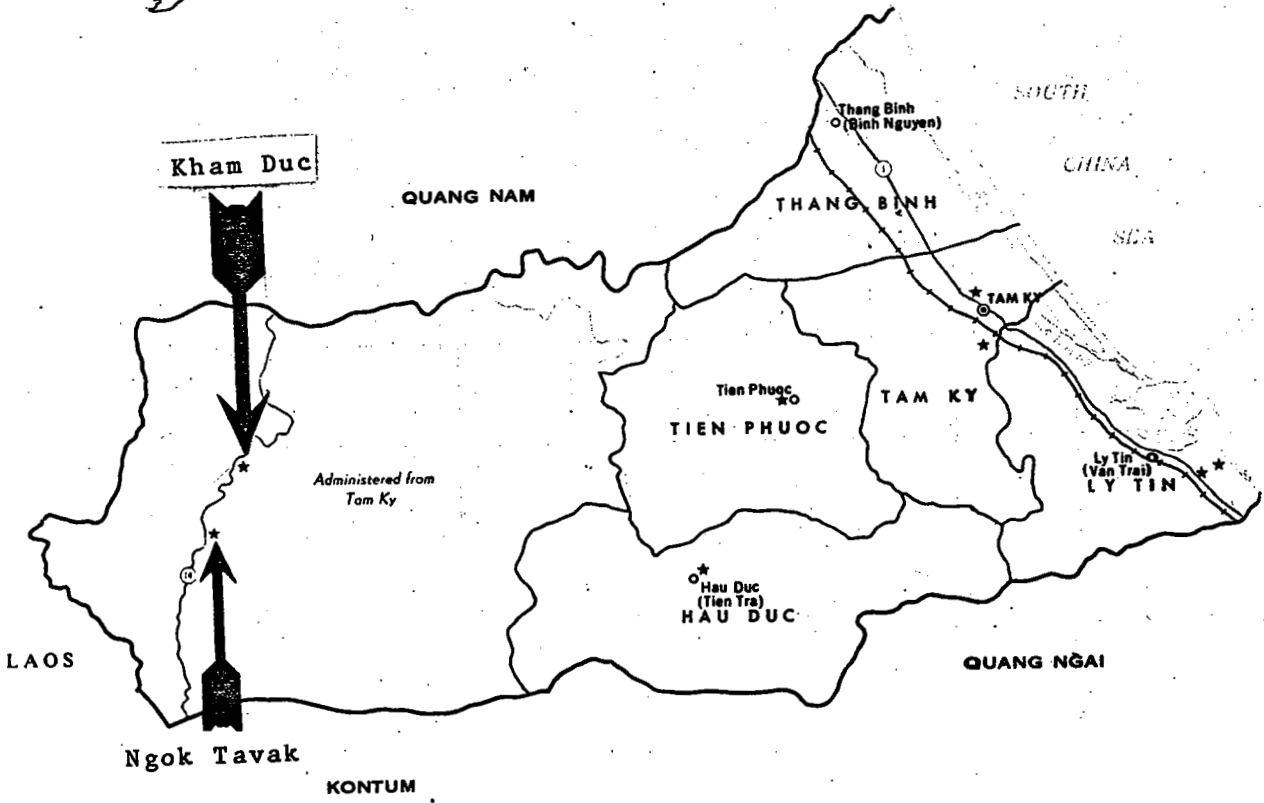 SOUTH
CHINA
SEA
Thang Binh
(Binh Nguyen)
1
Kham Duc
QUANG NAM
THANG BINH
TAM KY
Tien Phuoc
TIEN PHUOC
TAM KY
Administered from
Tam Ky
Ly Tin
(Van Trai)
LY TIN
14
Hau Duc
(Tien Tra)
HAU DUC
LAOS
QUANG NGAI
Ngok Tavak
KONTUM